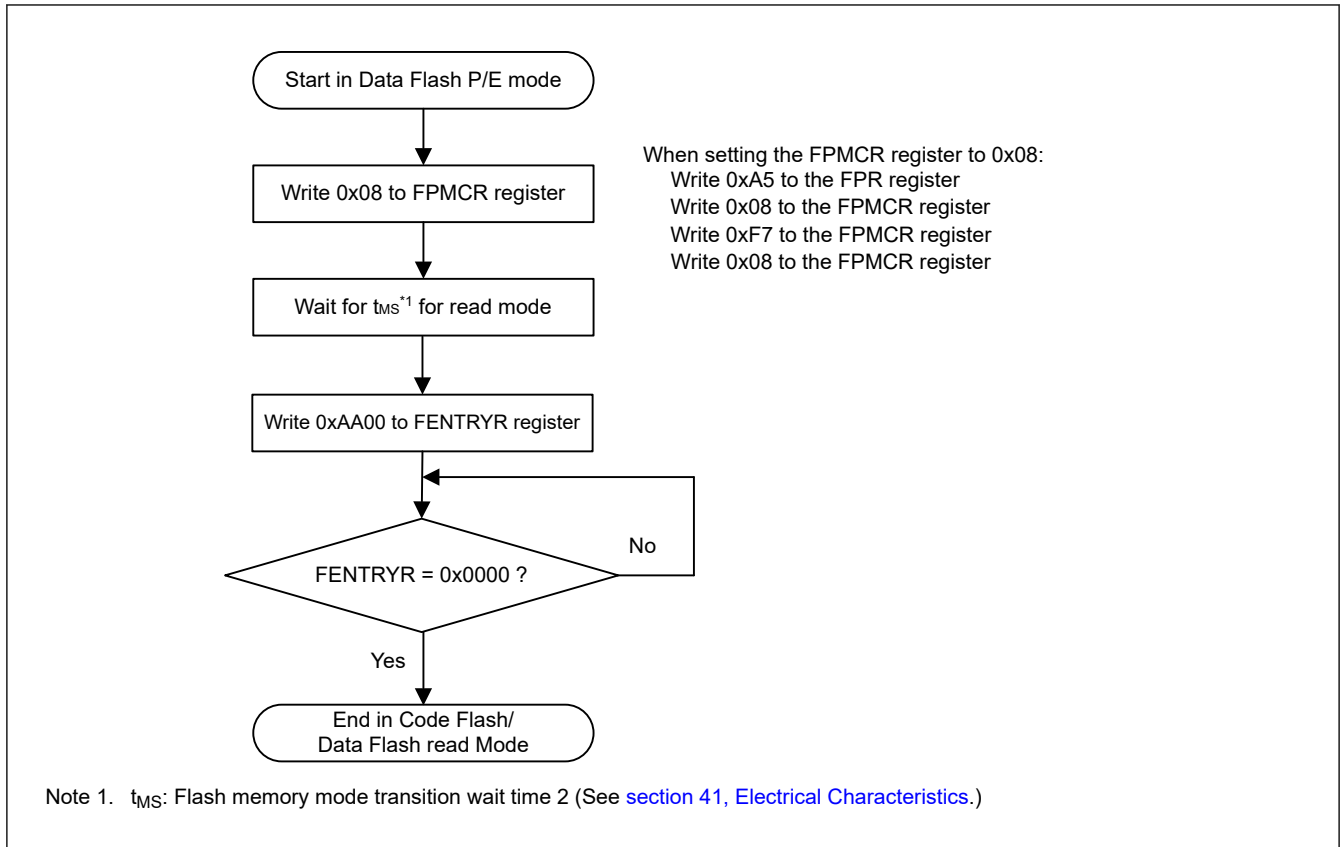 Start in Data Flash P/E mode
Write 0x08 to FPMCR register
When setting the FPMCR register to 0x08:
Write 0xA5 to the FPR register
Write 0x08 to the FPMCR register
Write 0xF7 to the FPMCR register
Write 0x08 to the FPMCR register
Wait for tMS*1 for read mode
Write 0xAA00 to FENTRYR register
No
FENTRYR = 0x0000 ?
Yes
End in Code Flash/
Data Flash read Mode
Note 1. tMS: Flash memory mode transition wait time 2 (See section 41, Electrical Characteristics.)